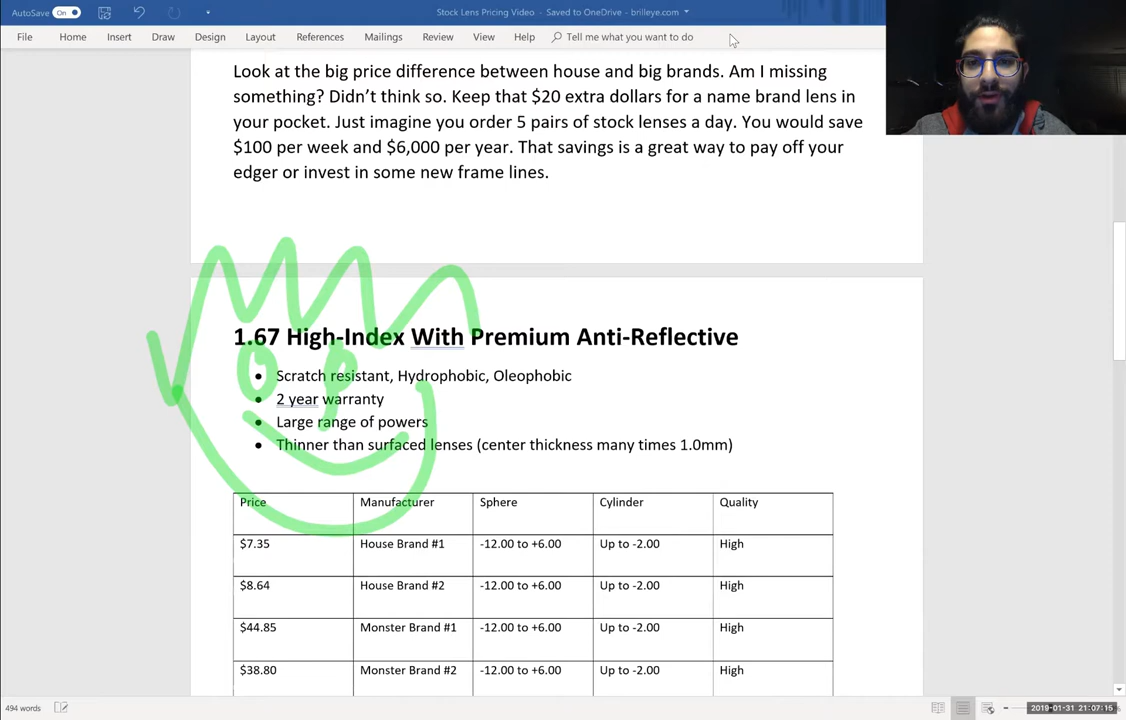 AutoSave On
Stock Lens Pricing Video - Saved to OneDrive - brilleye.com
File Home Insert Draw Design Layout References Mailings Review View Help Tell me what you want to do
Look at the big price difference between house and big brands. Am I missing
something? Didn't think so. Keep that $20 extra dollars for a name brand lens in
your pocket. Just imagine you order 5 pairs of stock lenses a day. You would save
$100 per week and $6,000 per year. That savings is a great way to pay off your
edger or invest in some new frame lines.
1.67 High-Index With Premium Anti-Reflective
• Scratch resistant, Hydrophobic, Oleophobic
• 2 year warranty
• Large range of powers
• Thinner than surfaced lenses (center thickness many times 1.0mm)
Price Manufacturer Sphere Cylinder Quality
$7.35 House Brand #1 -12.00 to +6.00 Up to -2.00 High
$8.64 House Brand #2 -12.00 to +6.00 Up to -2.00 High
$44.85 Monster Brand #1 -12.00 to +6.00 Up to -2.00 High
$38.80 Monster Brand #2 -12.00 to +6.00 Up to -2.00 High
494 words
2019-01-31 21:07:15